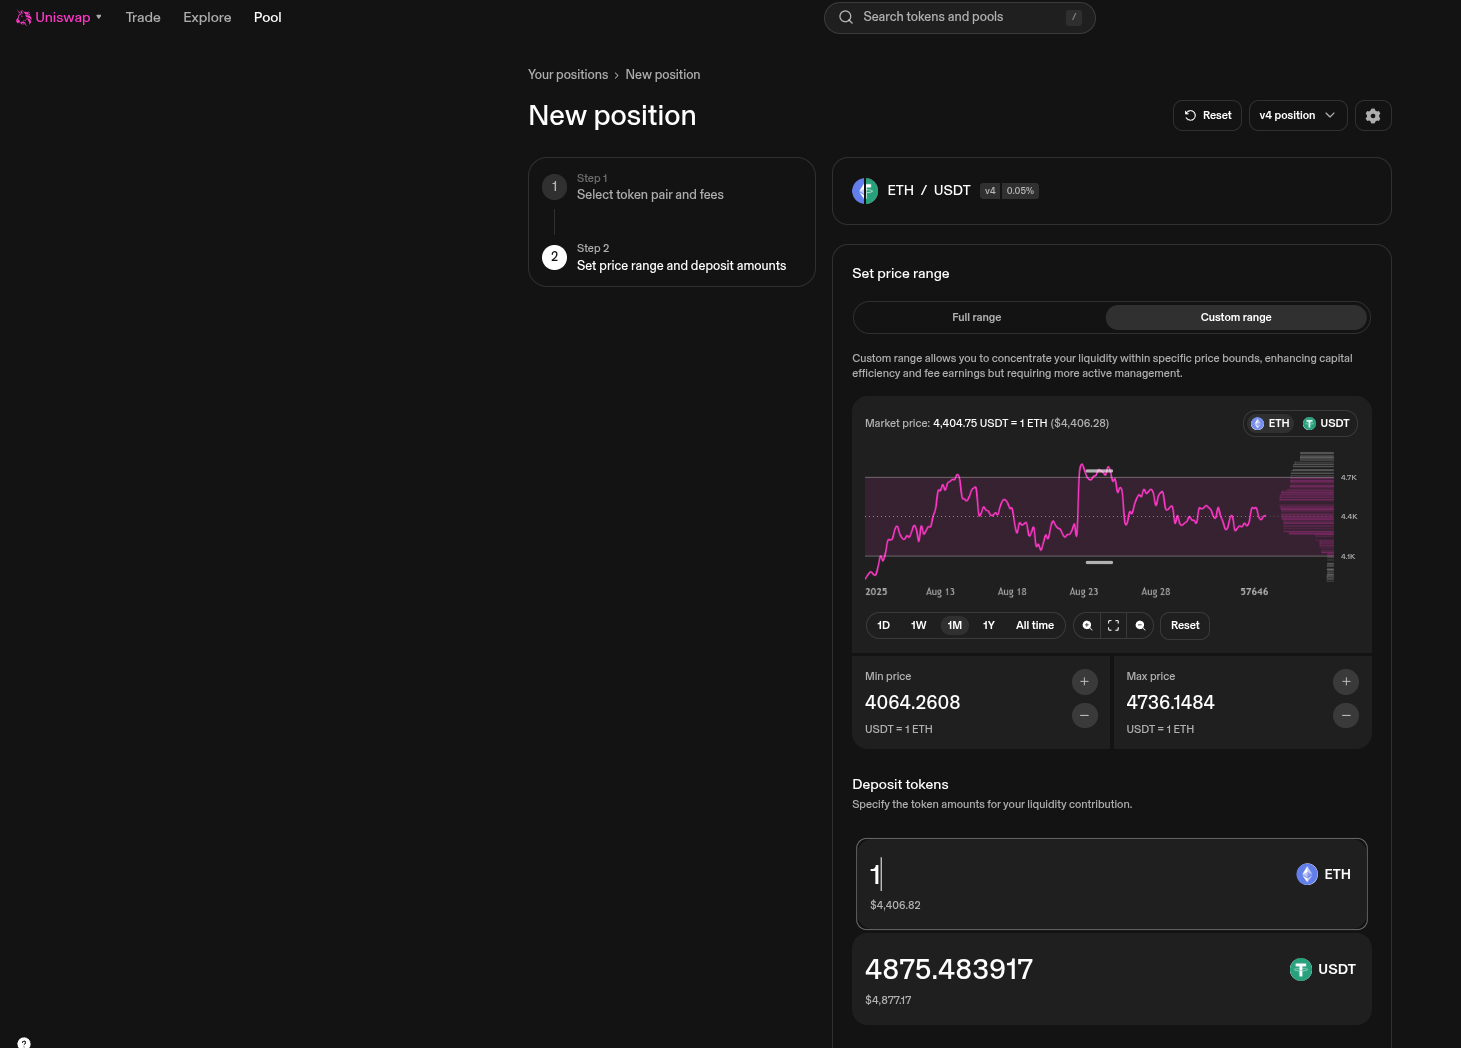 Uniswap Trade Explore Pool Search tokens and pools /
Your positions › New position
New position
Reset v4 position
1 Step 1
Select token pair and fees
2 Step 2
Set price range and deposit amounts
ETH / USDT v4 0.05%
Set price range
Full range Custom range
Custom range allows you to concentrate your liquidity within specific price bounds, enhancing capital
efficiency and fee earnings but requiring more active management.
Market price: 4,404.75 USDT = 1 ETH ($4,406.28) ETH USDT
4.7K
4.4K
4.1K
2025 Aug 13 Aug 18 Aug 23 Aug 28 57646
1D 1W 1M 1Y All time Reset
Min price
4064.2608
USDT = 1 ETH
Max price
4736.1484
USDT = 1 ETH
Deposit tokens
Specify the token amounts for your liquidity contribution.
1 ETH
$4,406.82
4875.483917 USDT
$4,877.17
?